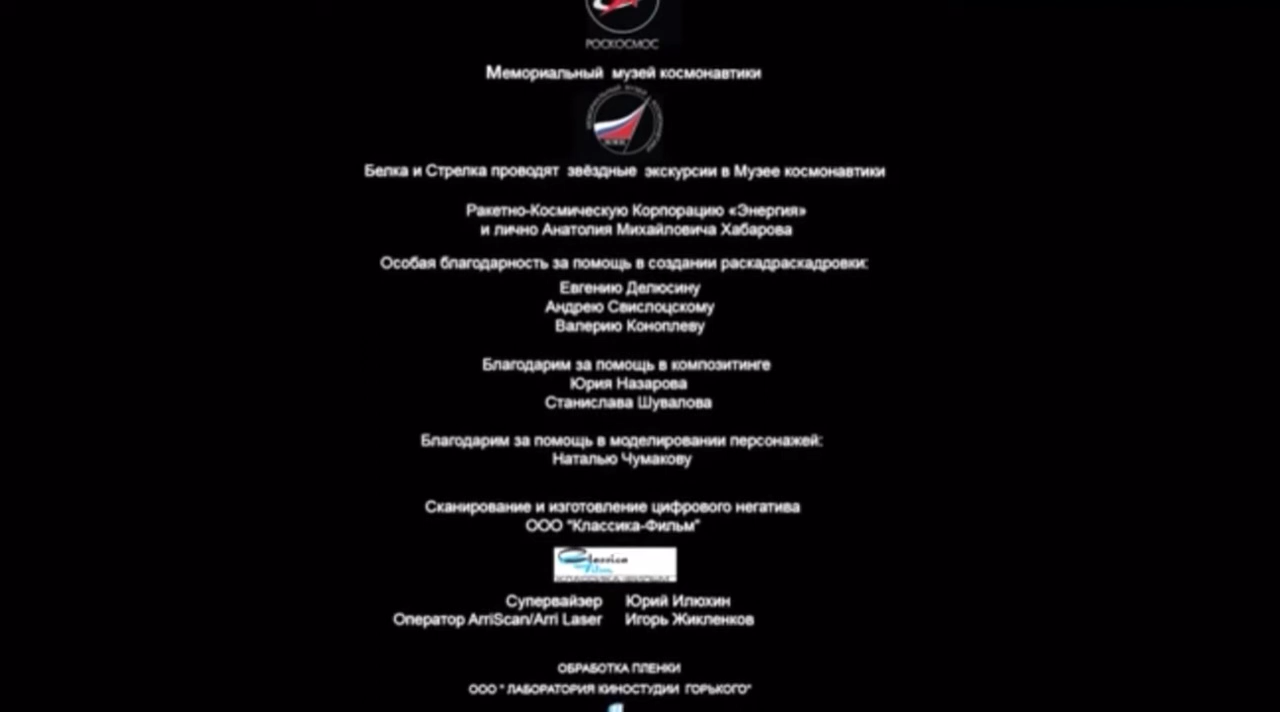 РОСКОСМОС
Мемориальный музей космонавтики
Белка и Стрелка проводят звёздные экскурсии в Музее космонавтики
Ракетно-Космическую Корпорацию «Энергия»
и лично Анатолия Михайловича Хабарова
Особая благодарность за помощь в создании раскадраскадровки:
Евгению Делюсину
Андрею Свислоцскому
Валерию Коноплеву
Благодарим за помощь в композитинге
Юрия Назарова
Станислава Шувалова
Благодарим за помощь в моделировании персонажей:
Наталью Чумакову
Сканирование и изготовление цифрового негатива
ООО "Классика-Фильм"
Classica
Film
Супервайзер Юрий Илюхин
Оператор ArriScan/Arri Laser Игорь Жикленков
ОБРАБОТКА ПЛЕНКИ
ООО " ЛАБОРАТОРИЯ КИНОСТУДИИ ГОРЬКОГО"